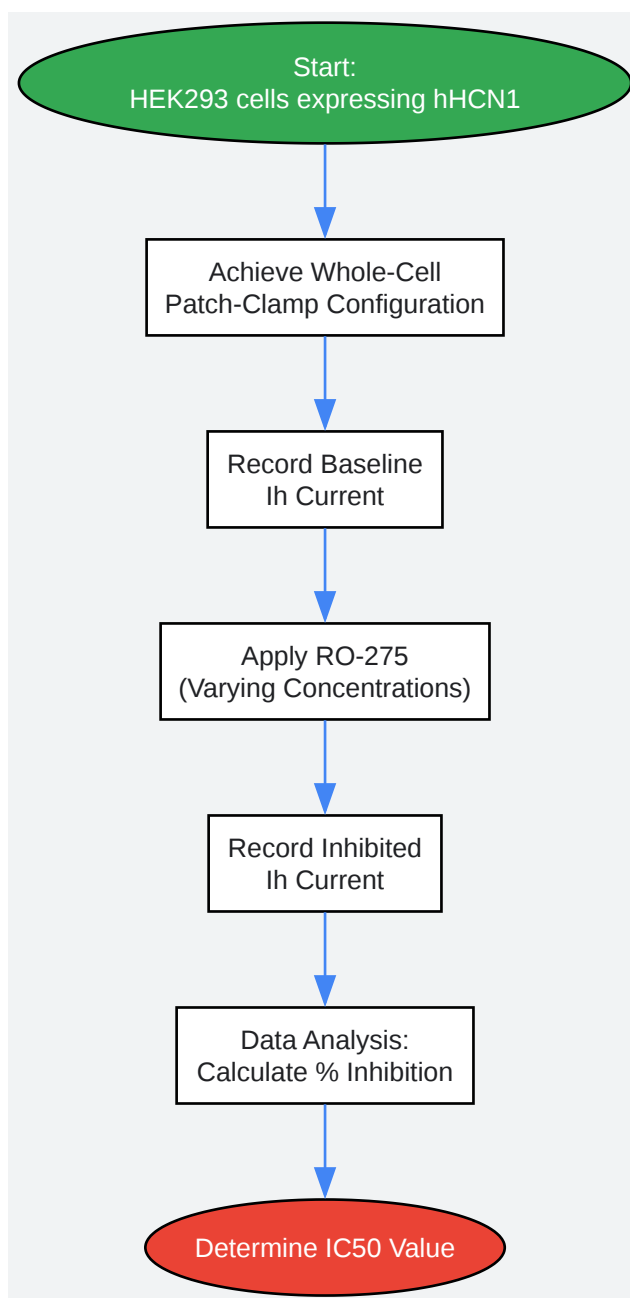 Start:
HEK293 cells expressing hHCN1
Achieve Whole-Cell
Patch-Clamp Configuration
Record Baseline
Ih Current
Apply RO-275
(Varying Concentrations)
Record Inhibited
Ih Current
Data Analysis:
Calculate % Inhibition
Determine IC50 Value